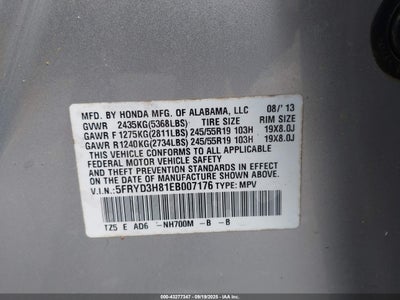 MFD. BY HONDA MFG. OF ALABAMA, LLC 08/'13
GVWR 2435KG(5368LBS) TIRE SIZE RIM SIZE
GAWR F 1275KG(2811LBS) 245/55R19 103H 19X8.0J
GAWR R 1240KG(2734LBS) 245/55R19 103H 19X8.0J
THIS VEHICLE CONFORMS TO ALL APPLICABLE
FEDERAL MOTOR VEHICLE SAFETY AND
THEFT PREVENTION STANDARDS IN EFFECT ON
THE DATE OF MANUFACTURE SHOWN ABOVE.
V.I.N.:5FRYD3H81EB007176 TYPE: MPV
TZ5 E AD6 -NH700M -B -B
000-43277347 - 09/19/2025 - IAAI.COM